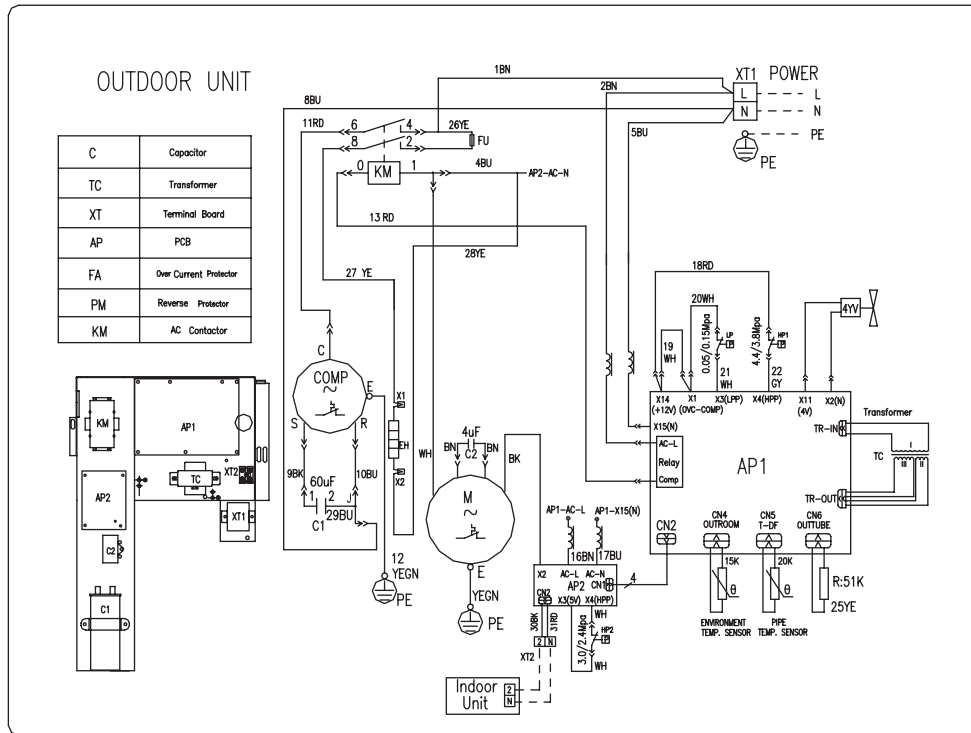 OUTDOOR UNIT
XT1 POWER
L L
N N
PE
PE
1BN
2BN
8BU
5BU
11RD
6 4 26YE
8 2 FU
0 KM 1 4BU AP2-AC-N
13 RD
28YE
27 YE
C Capacitor
TC Transformer
XT Terminal Board
AP PCB
FA Over Current Protector
PM Reverse Protector
KM AC Contactor
18RD
20WH
19
WH
0.05/0.15Mpa
LP
P
4.4/3.8Mpa
HP1
P
21
WH
22
GY
4YV
X14
(+12V)
X1
(OVC-COMP)
X3(LPP)
X4(HPP)
X11
(4V)
X2(N)
X15(N)
AC-L
Relay
Comp
AP1
TR-IN
TR-OUT
Transformer
TC
I
III II
CN2
CN4
OUTROOM
CN5
T-DF
CN6
OUTTUBE
15K
θ
20K
θ
R:51K
25YE
ENVIRONMENT
TEMP. SENSOR
PIPE
TEMP. SENSOR
C
COMP
~
E
S R
9BK
10BU
60uF
1 2
C1
29BU
J
X1
EH
X2
12
YEGN
PE
WH
4uF
BN C2 BN
BK
M
~
E
YEGN
PE
AP1-AC-L AP1-X15(N)
16BN 17BU
X2 AC-L AC-N
AP2 CN1
CN2
X3(5V) X4(HPP)
4
30BK
31RD
2 N
XT2
WH
HP2
P
3.0/2.4Mpa
WH
Indoor
Unit
2
N
KM
AP1
TC
XT2
AP2
XT1
C2
C1